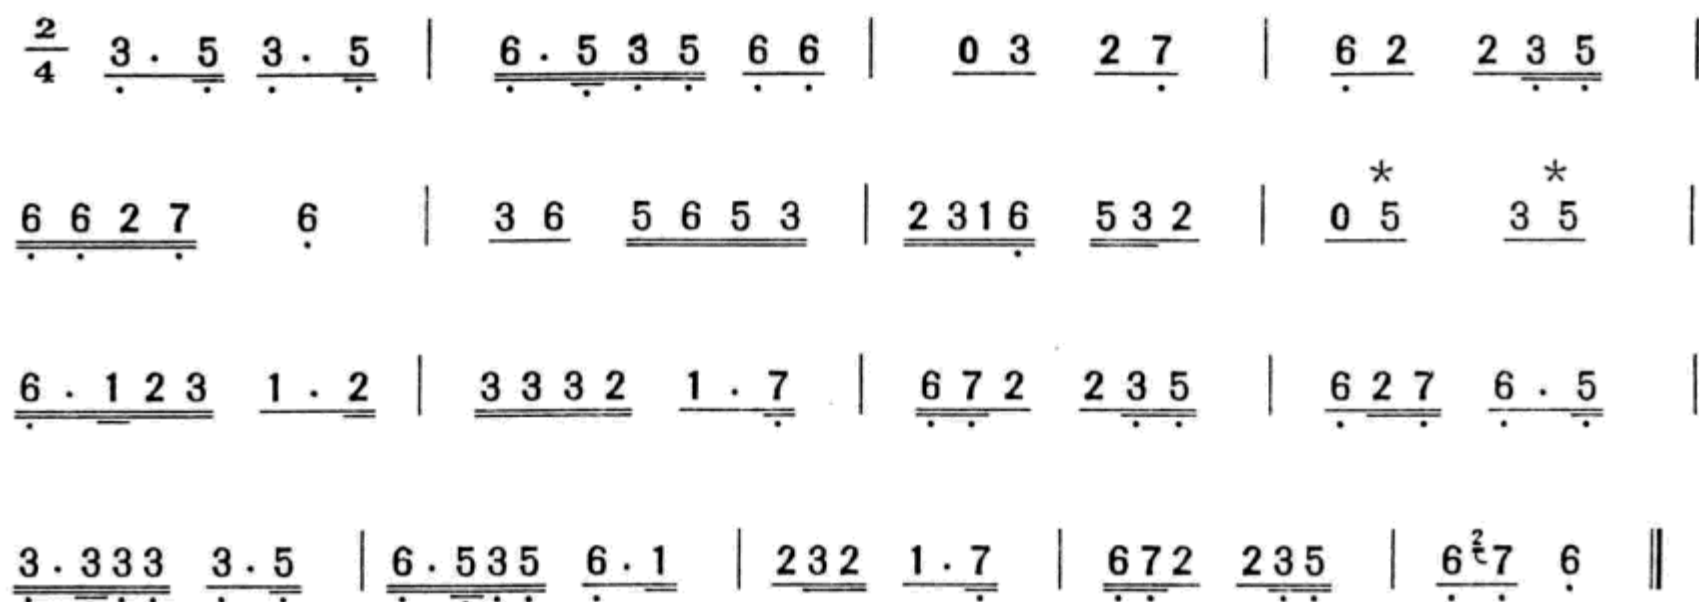 2/4 3 . 5 3 . 5 | 6 . 5 3 5 6 6 | 0 3 2 7 | 6 2 2 3 5 |
6 6 2 7 6 | 3 6 5 6 5 3 | 2 3 1 6 5 3 2 | 0 5* 3 5* |
6 . 1 2 3 1 . 2 | 3 3 3 2 1 . 7 | 6 7 2 2 3 5 | 6 2 7 6 . 5 |
3 . 3 3 3 3 . 5 | 6 . 5 3 5 6 . 1 | 2 3 2 1 . 7 | 6 7 2 2 3 5 | 6 2 7 6 ‖